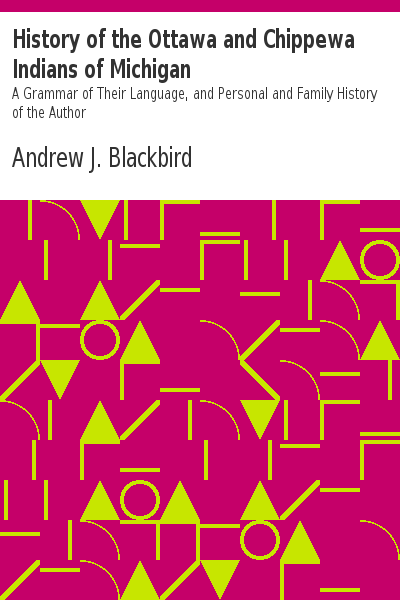 History of the Ottawa and Chippewa
Indians of Michigan
A Grammar of Their Language, and Personal and Family History
of the Author
Andrew J. Blackbird